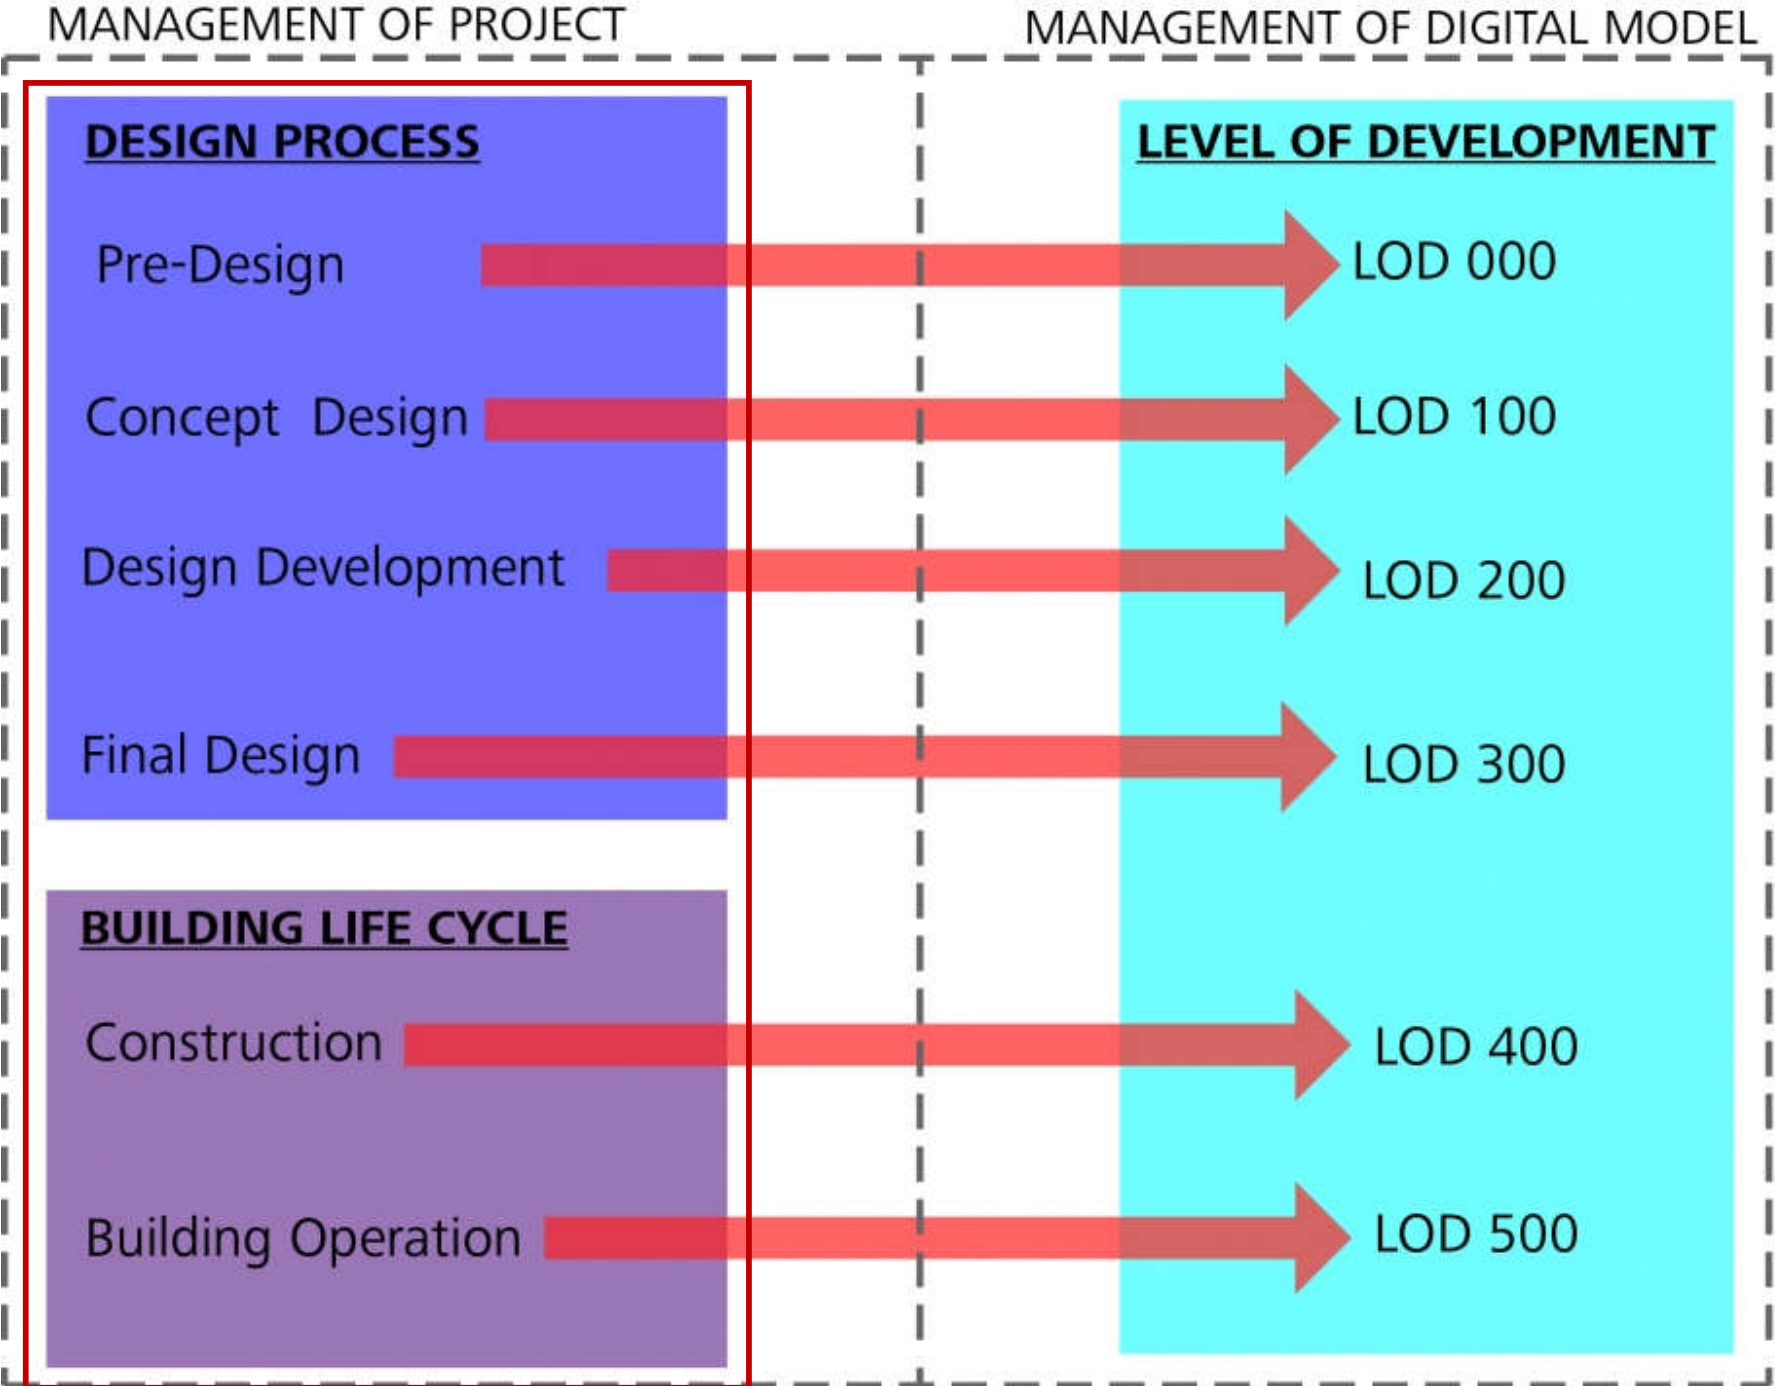 MANAGEMENT OF PROJECT
MANAGEMENT OF DIGITAL MODEL
DESIGN PROCESS
Pre-Design
Concept Design
Design Development
Final Design
BUILDING LIFE CYCLE
Construction
Building Operation
LEVEL OF DEVELOPMENT
LOD 000
LOD 100
LOD 200
LOD 300
LOD 400
LOD 500